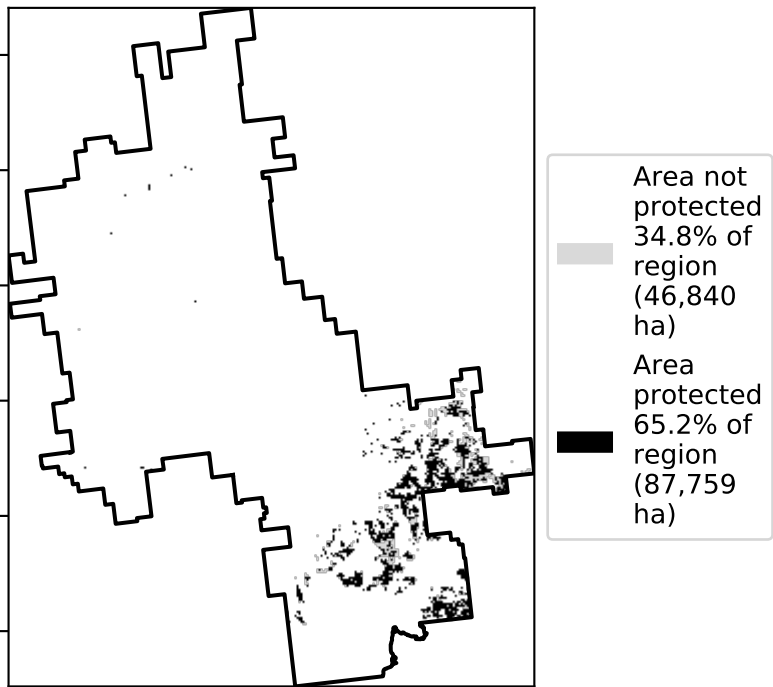 Area not
protected
34.8% of
region
(46,840
ha)
Area
protected
65.2% of
region
(87,759
ha)